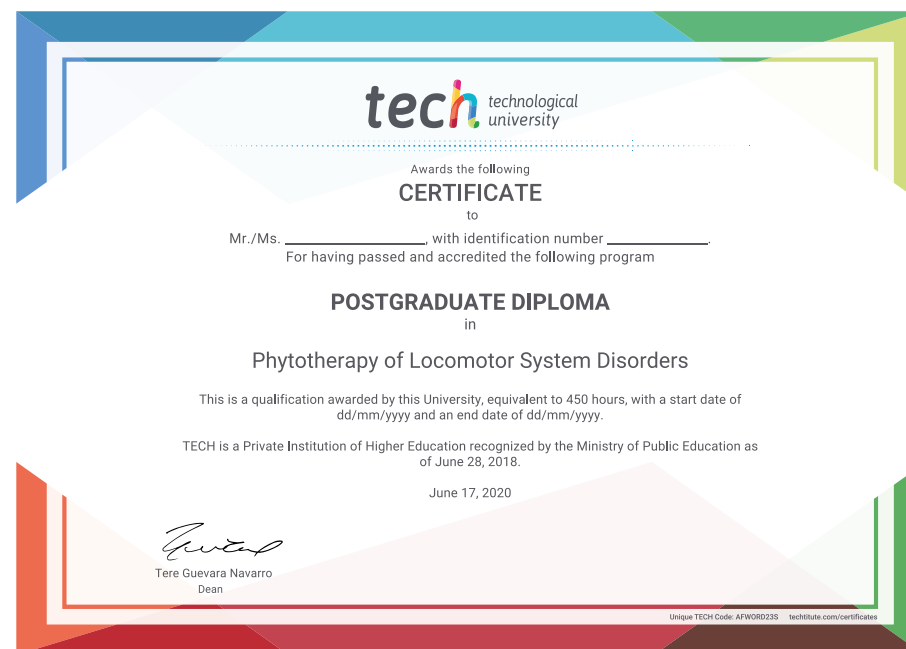 tech technological
university
Awards the following
CERTIFICATE
to
Mr./Ms. ____________________, with identification number ______________.
For having passed and accredited the following program
POSTGRADUATE DIPLOMA
in
Phytotherapy of Locomotor System Disorders
This is a qualification awarded by this University, equivalent to 450 hours, with a start date of
dd/mm/yyyy and an end date of dd/mm/yyyy.
TECH is a Private Institution of Higher Education recognized by the Ministry of Public Education as
of June 28, 2018.
June 17, 2020
Tere Guevara Navarro
Dean
Unique TECH Code: AFWORD23S techtitute.com/certificates